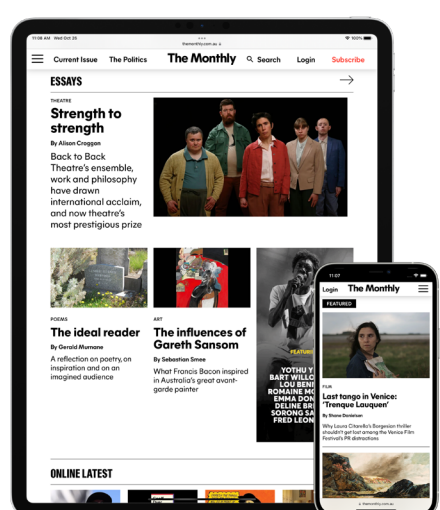 11:08 AM Wed Oct 25
themonthly.com.au
100%
Current Issue
The Politics
The Monthly
Search
Login
Subscribe
ESSAYS
THEATRE
Strength to
strength
By Alison Croggon
Back to Back
Theatre's ensemble,
work and philosophy
have drawn
international acclaim,
and now theatre's
most prestigious prize
POEMS
The ideal reader
By Gerald Murnane
A reflection on poetry, on
inspiration and on an
imagined audience
ART
The influences of
Gareth Sansom
By Sebastian Smee
What Francis Bacon inspired
in Australia's great avant-
garde painter
FEATU
YOTHU Y
BART WILLO
LOU BENN
ROMAINE MO
EMMA DON
DELINE BRI
SORONG SA
FRED LEON
ONLINE LATEST
11:07
Login
The Monthly
FEATURED
FILM
Last tango in Venice:
'Trenque Lauquen'
By Shane Danielsen
Why Laura Citarella's Borgesian thriller
shouldn't get lost among the Venice Film
Festival's PR distractions
themonthly.com.au